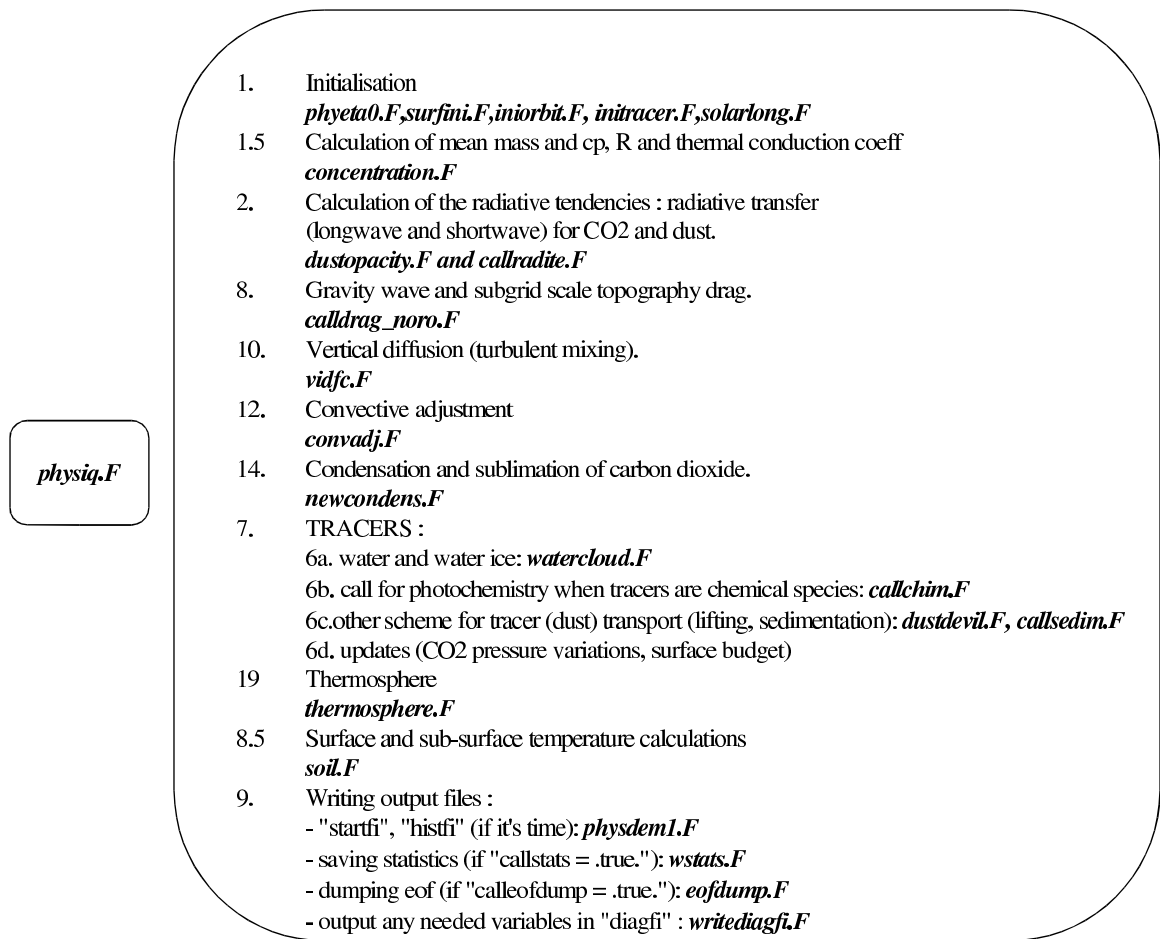 1. Initialisation
phyeta0.F,surfini.F,iniorbit.F, initracer.F,solarlong.F
1.5 Calculation of mean mass and cp, R and thermal conduction coeff
concentration.F
2. Calculation of the radiative tendencies : radiative transfer
(longwave and shortwave) for CO2 and dust.
dustopacity.F and callradite.F
8. Gravity wave and subgrid scale topography drag.
calldrag_noro.F
10. Vertical diffusion (turbulent mixing).
vidfc.F
12. Convective adjustment
convadj.F
physiq.F
14. Condensation and sublimation of carbon dioxide.
newcondens.F
7. TRACERS :
6a. water and water ice: watercloud.F
6b. call for photochemistry when tracers are chemical species: callchim.F
6c.other scheme for tracer (dust) transport (lifting, sedimentation): dustdevil.F, callsedim.F
6d. updates (CO2 pressure variations, surface budget)
19 Thermosphere
thermosphere.F
8.5 Surface and sub-surface temperature calculations
soil.F
9. Writing output files :
- "startfi", "histfi" (if it's time): physdem1.F
- saving statistics (if "callstats = .true."): wstats.F
- dumping eof (if "calleofdump = .true."): eofdump.F
- output any needed variables in "diagfi" : writediagfi.F